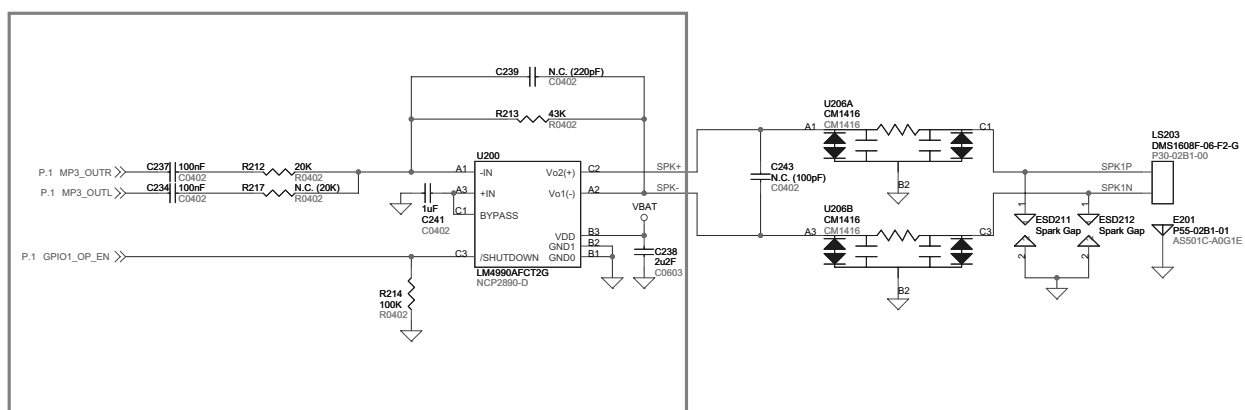 C239 N.C. (220pF)
C0402
R213 43K
R0402
U200
C237 100nF
C0402
R212 20K
R0402
P.1 MP3_OUTR
C234 100nF
C0402
R217 N.C. (20K)
R0402
P.1 MP3_OUTL
A1 -IN Vo2(+) C2 SPK+
A3 +IN Vo1(-) A2 SPK-
1uF
C241
C0402
C1 BYPASS
VBAT
VDD B3
GND1 B2
GND0 B1
P.1 GPIO1_OP_EN
C3 /SHUTDOWN
LM4990AFCT2G
NCP2890-D
C238
2u2F
C0603
R214
100K
R0402
U206A
CM1416
CM1416
A1 C1
B2
C243
N.C. (100pF)
C0402
U206B
CM1416
CM1416
A3 C3
B2
LS203
DMS1608F-06-F2-G
P30-02B1-00
SPK1P
SPK1N
1 1
ESD211
Spark Gap
ESD212
Spark Gap
2 2
E201
P55-02B1-01
AS501C-A0G1E